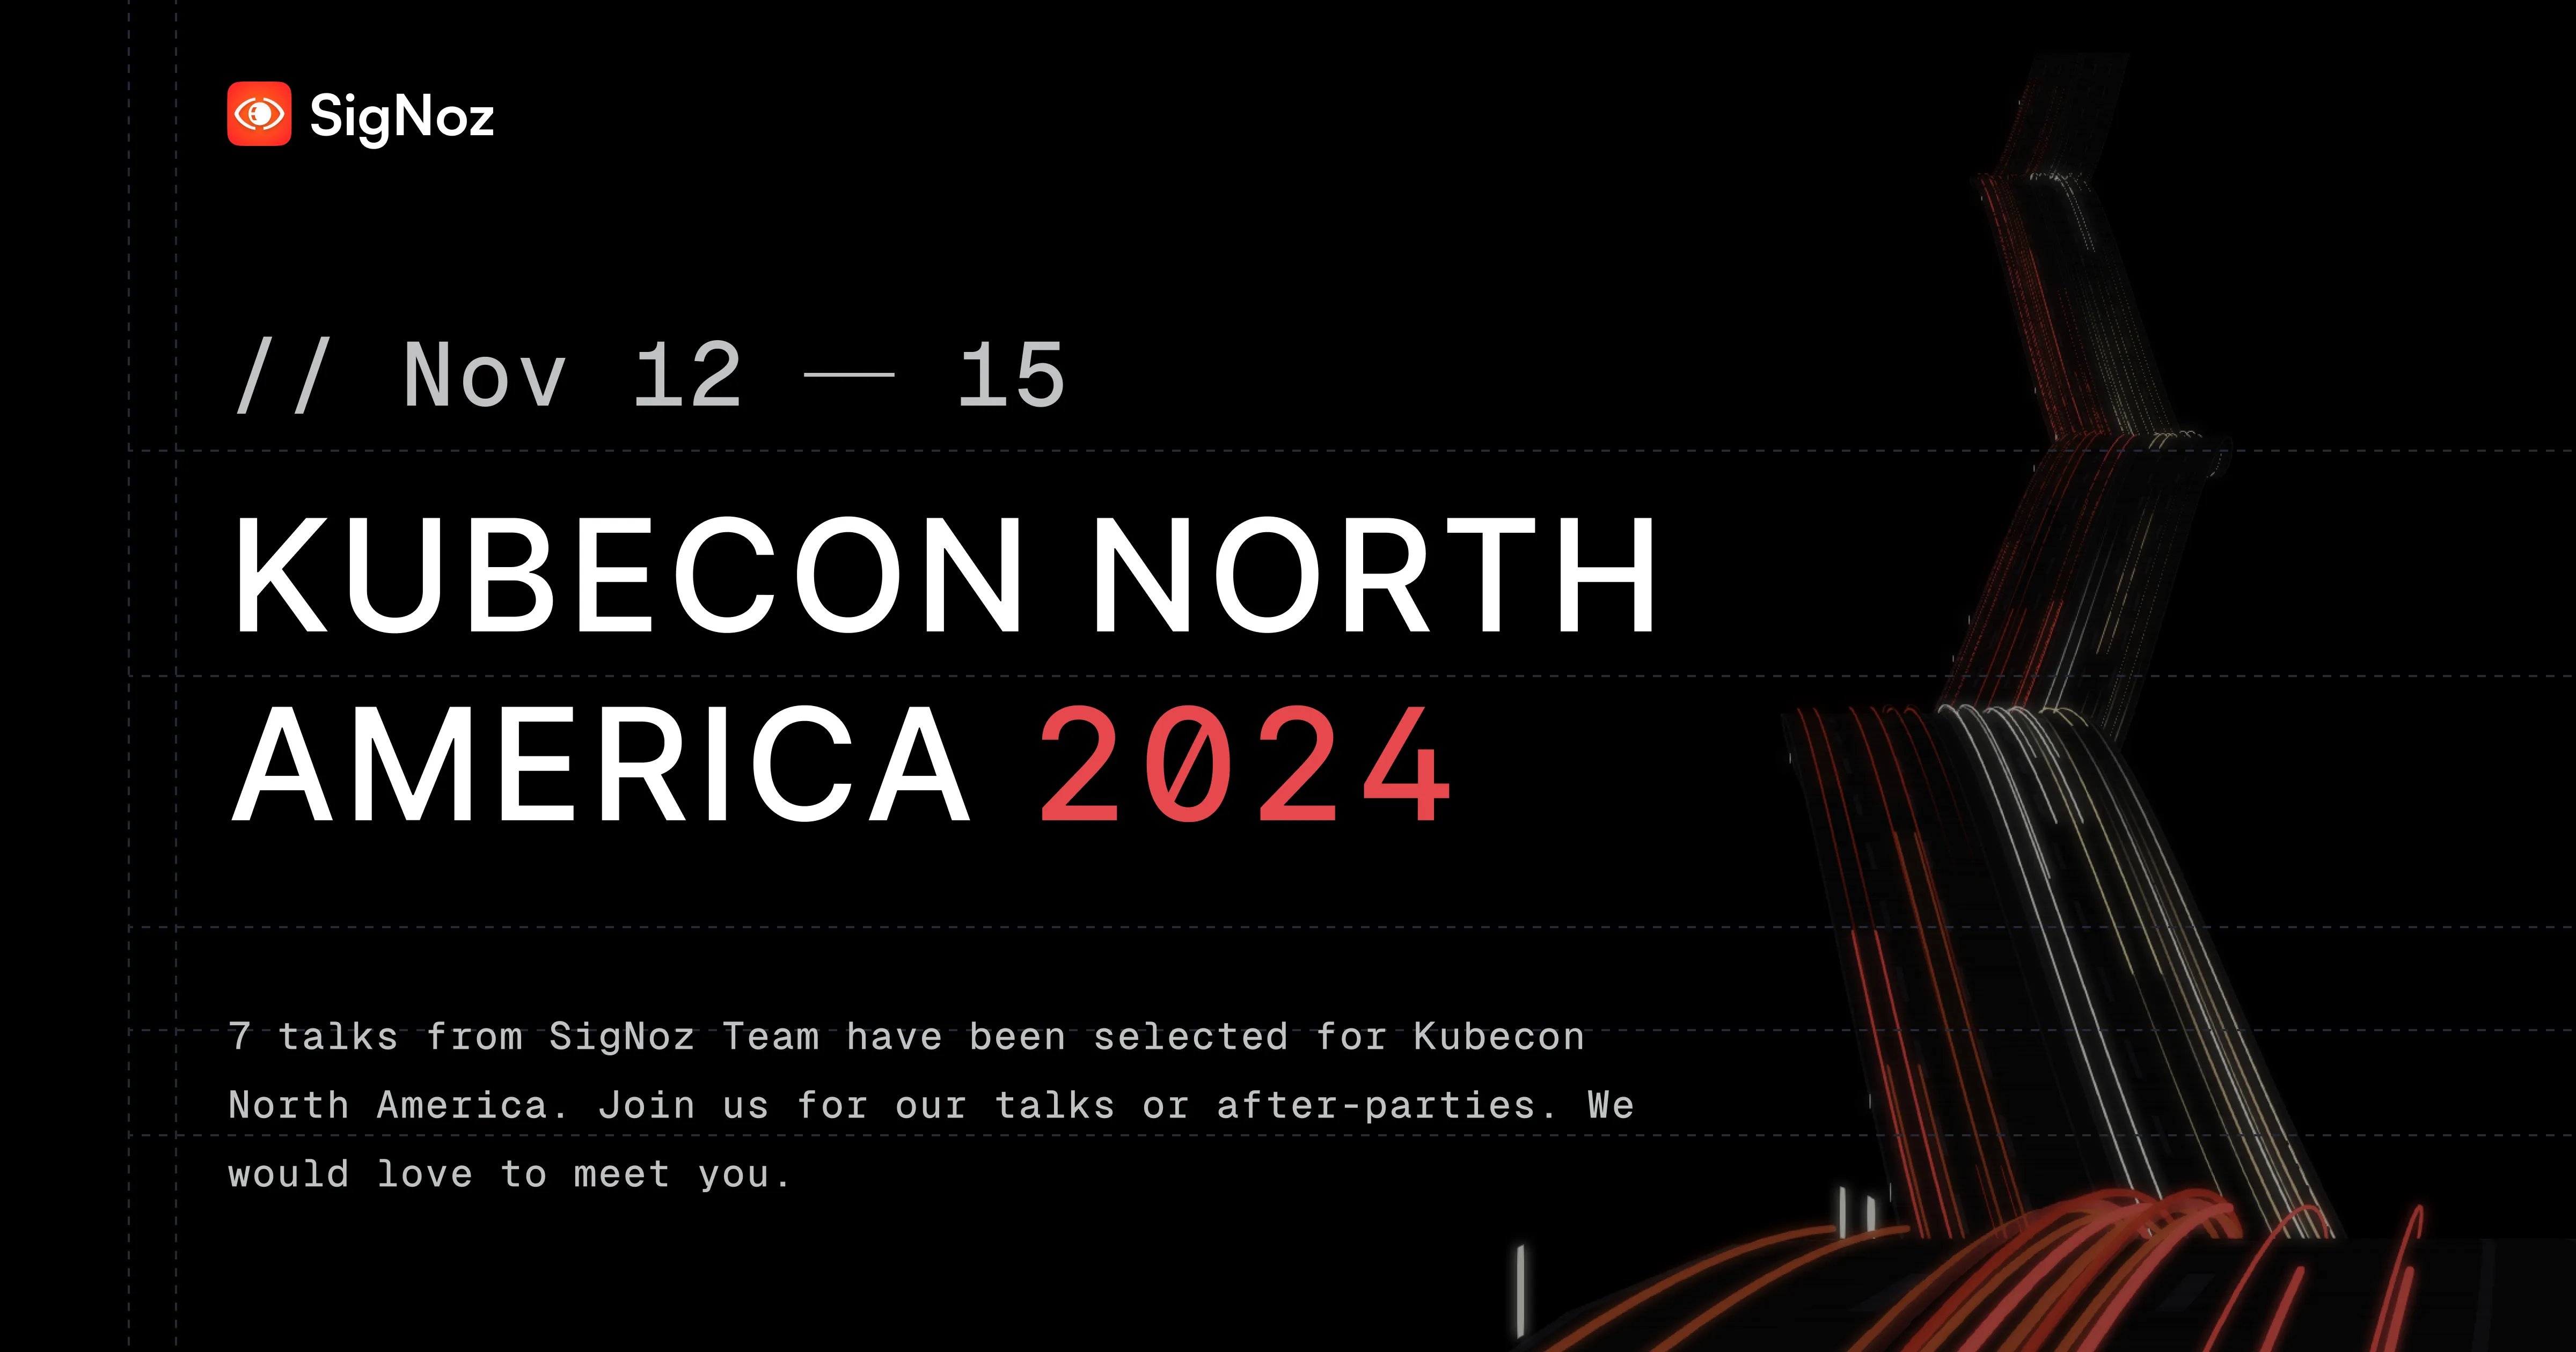 SigNoz
// Nov 12 — 15
KUBECON NORTH
AMERICA 2024
7 talks from SigNoz Team have been selected for Kubecon
North America. Join us for our talks or after-parties. We
would love to meet you.